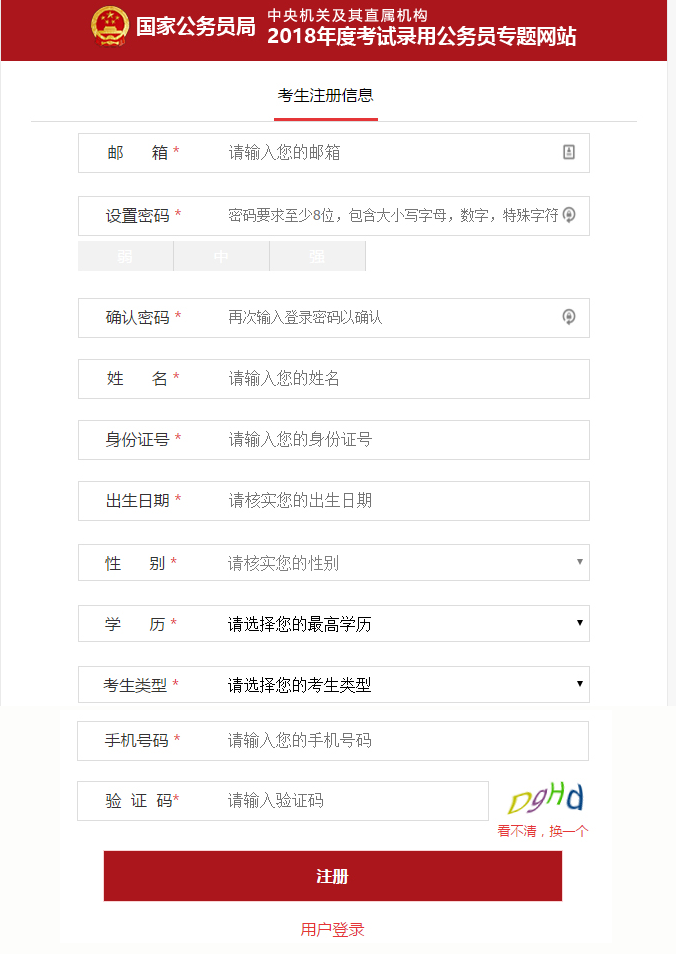 国家公务员局
中央机关及其直属机构
2018年度考试录用公务员专题网站
考生注册信息
邮 箱 * 请输入您的邮箱
设置密码 * 密码要求至少8位，包含大小写字母，数字，特殊字符
弱 中 强
确认密码 * 再次输入登录密码以确认
姓 名 * 请输入您的姓名
身份证号 * 请输入您的身份证号
出生日期 * 请核实您的出生日期
性 别 * 请核实您的性别
学 历 * 请选择您的最高学历
考生类型 * 请选择您的考生类型
手机号码 * 请输入您的手机号码
验 证 码* 请输入验证码 DgHd
看不清，换一个
注册
用户登录